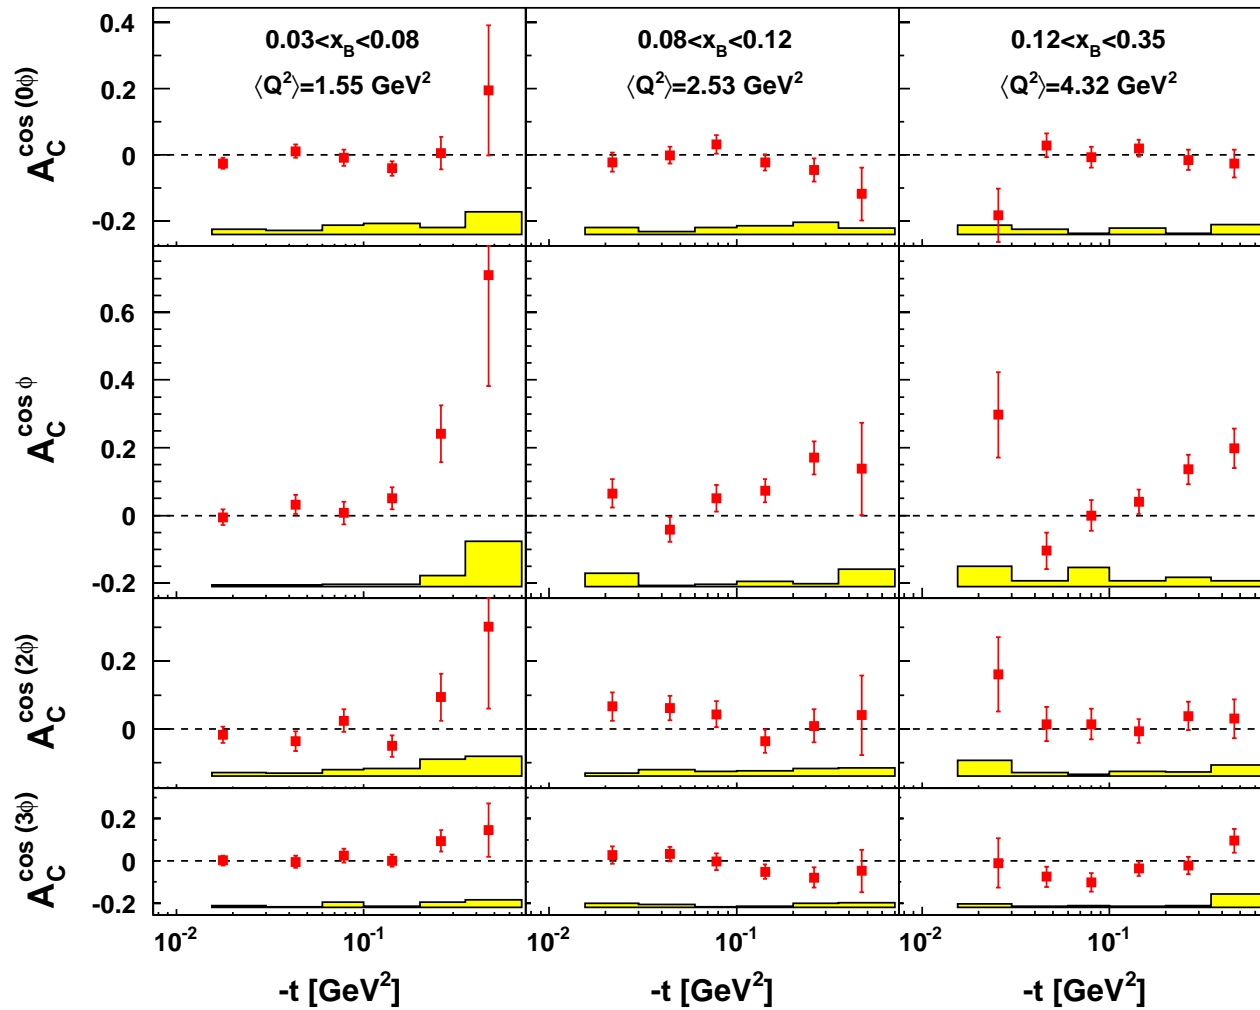 0.03<x_B<0.08
⟨Q²⟩=1.55 GeV²
0.08<x_B<0.12
⟨Q²⟩=2.53 GeV²
0.12<x_B<0.35
⟨Q²⟩=4.32 GeV²
A_C^cos (0ϕ)
0.4
0.2
0
-0.2
A_C^cos ϕ
0.6
0.4
0.2
0
-0.2
A_C^cos (2ϕ)
0.2
0
A_C^cos (3ϕ)
0.2
0
-0.2
10⁻² 10⁻¹ 10⁻² 10⁻¹ 10⁻² 10⁻¹
-t [GeV²] -t [GeV²] -t [GeV²]